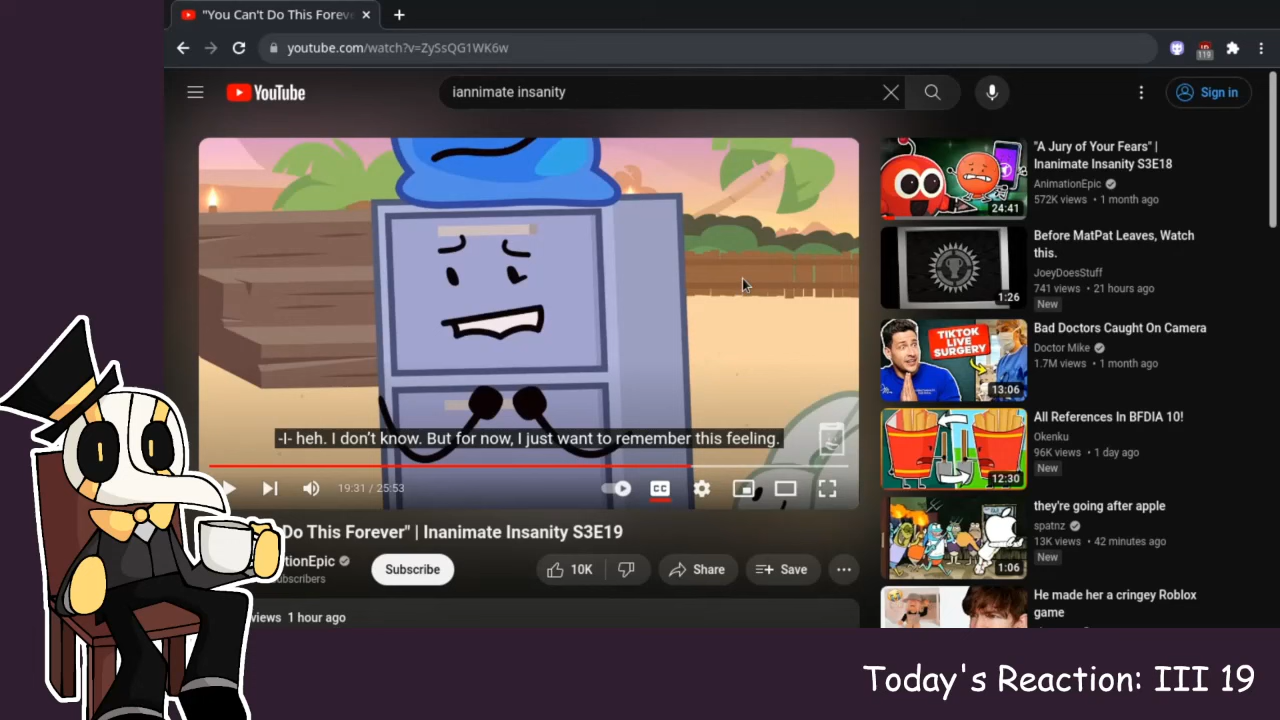 "You Can't Do This Foreve
youtube.com/watch?v=ZySsQG1WK6w
119
YouTube
iannimate insanity
Sign in
-I- heh. I don't know. But for now, I just want to remember this feeling.
19:31 / 25:53
CC
Do This Forever" | Inanimate Insanity S3E19
tionEpic
Subscribe
10K
Share
Save
subscribers
views 1 hour ago
"A Jury of Your Fears" |
Inanimate Insanity S3E18
AnimationEpic
572K views • 1 month ago
24:41
Before MatPat Leaves, Watch
this.
JoeyDoesStuff
741 views • 21 hours ago
New
1:26
TIKTOK
LIVE
SURGERY
13:06
Bad Doctors Caught On Camera
Doctor Mike
1.7M views • 1 month ago
12:30
All References In BFDIA 10!
Okenku
96K views • 1 day ago
New
1:06
they're going after apple
spatnz
13K views • 42 minutes ago
New
He made her a cringey Roblox
game
Today's Reaction: III 19